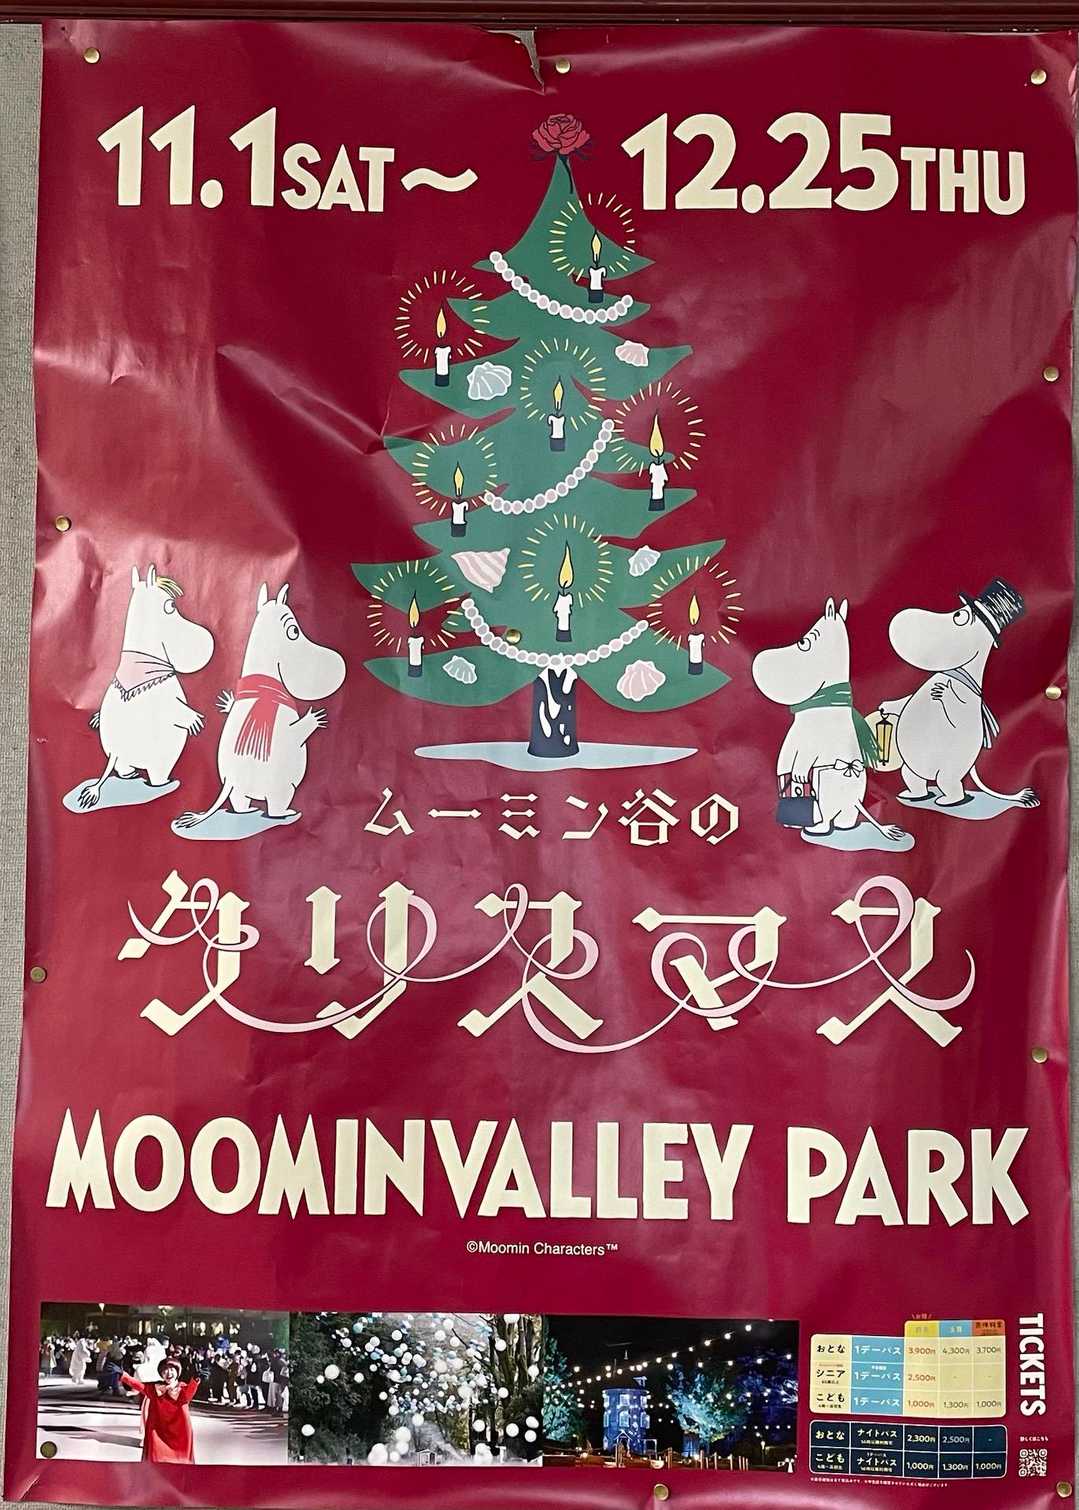 11.1SAT～ 12.25THU
ムーミン谷の
クリスマス
MOOMINVALLEY PARK
©Moomin Characters™
TICKETS
おとな 1デーパス 3,900円 4,300円 3,700円
シニア 1デーパス 2,500円 - -
こども 1デーパス 1,000円 1,300円 1,000円
おとな ナイトパス 2,300円 2,500円 -
こども ナイトパス 1,000円 1,300円 1,000円